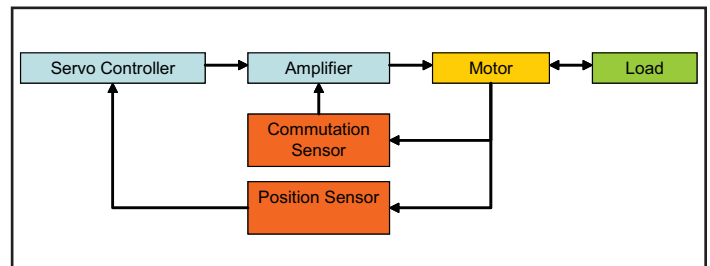 Servo Controller
Amplifier
Motor
Load
Commutation
Sensor
Position Sensor